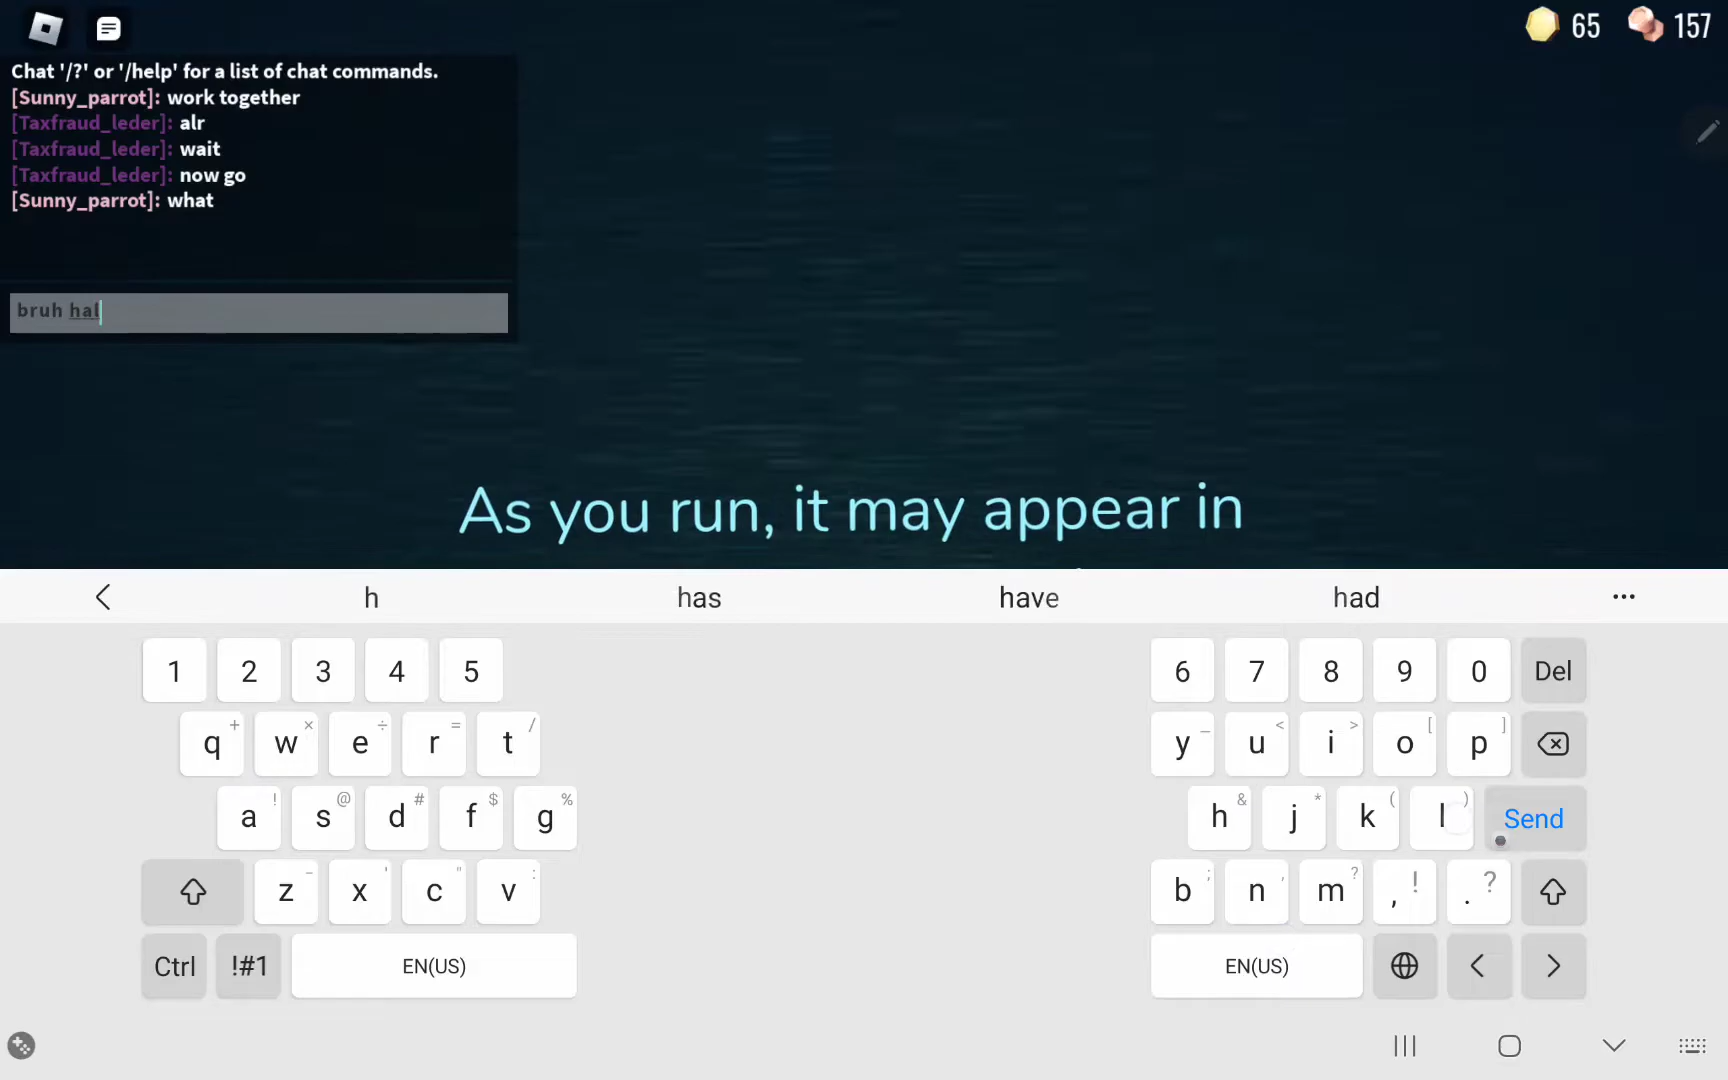 65 157
Chat '/?' or '/help' for a list of chat commands.
[Sunny_parrot]: work together
[Taxfraud_leder]: alr
[Taxfraud_leder]: wait
[Taxfraud_leder]: now go
[Sunny_parrot]: what
bruh hal
As you run, it may appear in
h has have had ...
1 2 3 4 5 6 7 8 9 0 Del
q + w × e ÷ r = t / y - u < i > o [ p ]
a ! s @ d # f $ g % h & j * k ( l ) Send
z - x ' c " v : b ; n , m ? , ! . ?
Ctrl !#1 EN(US) EN(US) < >